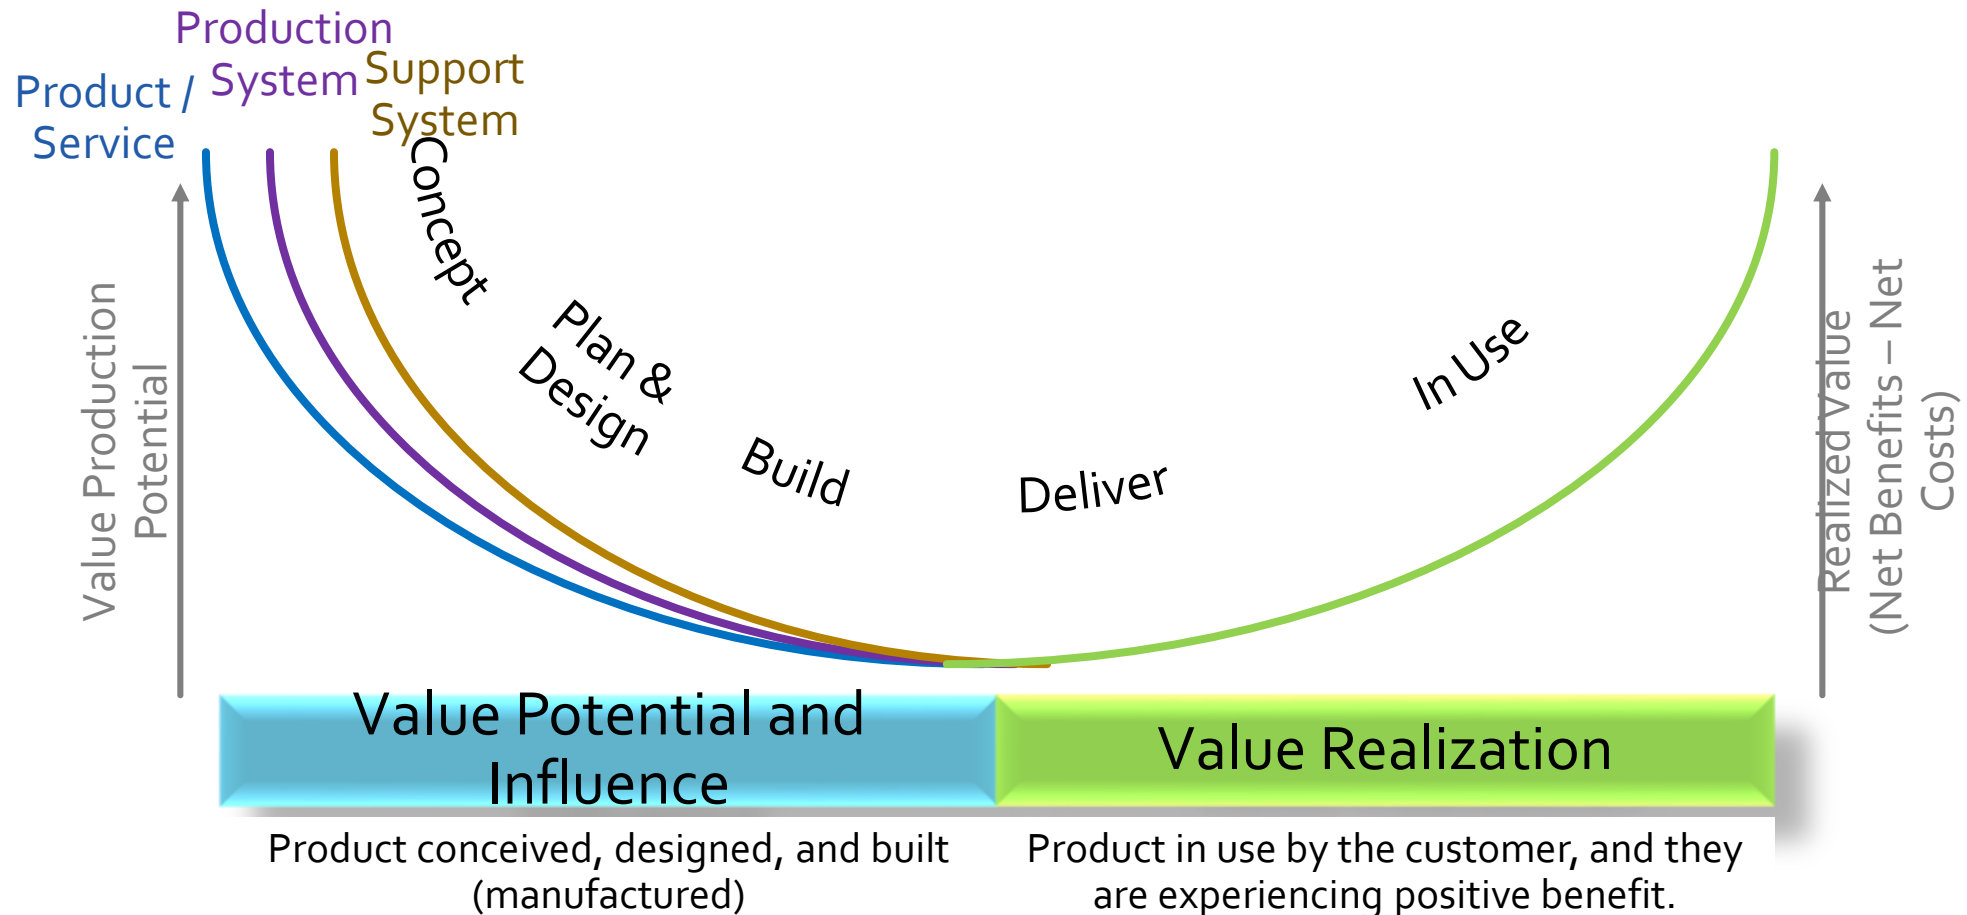 Production
System
Support
System
Product /
Service
Concept
Plan &
Design
Build
Deliver
In Use
Value Production
Potential
Realized Value
(Net Benefits – Net
Costs)
Value Potential and
Influence
Value Realization
Product conceived, designed, and built
(manufactured)
Product in use by the customer, and they
are experiencing positive benefit.